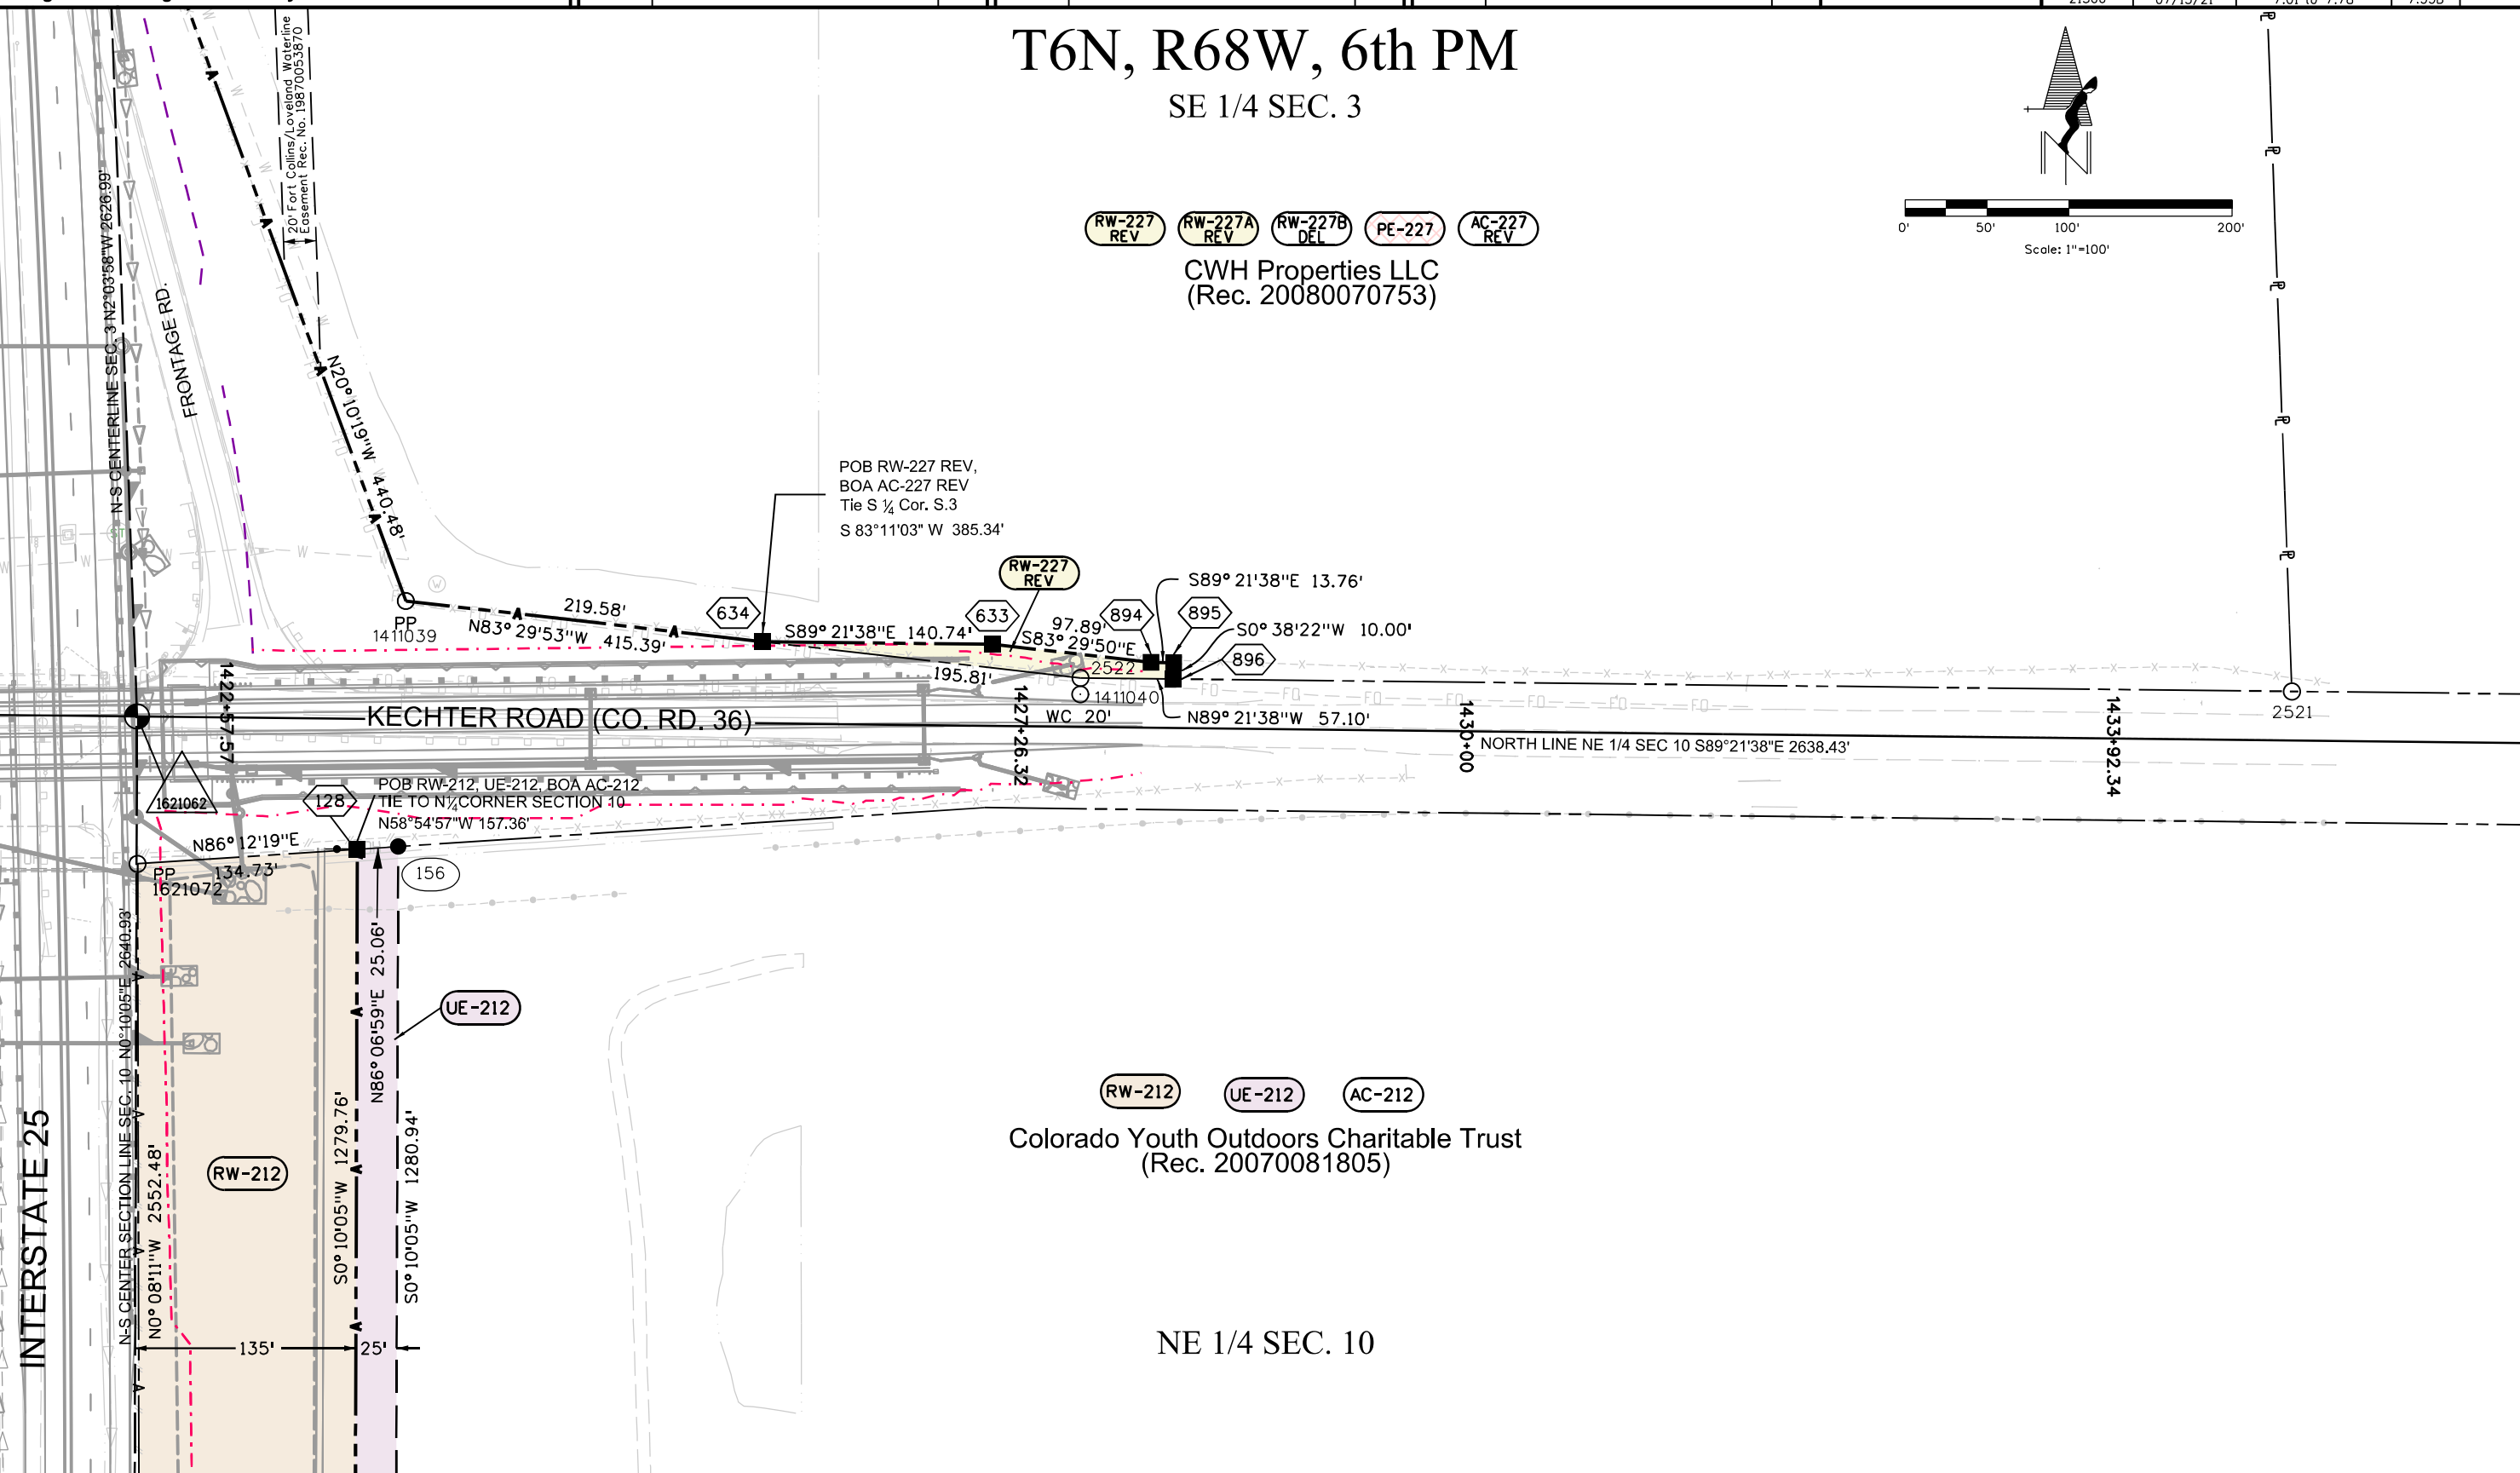 T6N, R68W, 6th PM
SE 1/4 SEC. 3
0'
50'
100'
200'
Scale: 1"=100'
RW-227
REV
RW-227A
REV
RW-227B
DEL
PE-227
AC-227
REV
CWH Properties LLC
(Rec. 20080070753)
20' Fort Collins/Loveland Waterline
Easement Rec. No. 19870053870
N-S CENTERLINE SEC. 3 N2°03'58"W 2626.99'
FRONTAGE RD.
N20°10'19"W 440.48'
POB RW-227 REV,
BOA AC-227 REV
Tie S ¼ Cor. S.3
S 83°11'03" W 385.34'
RW-227
REV
S89°21'38"E 13.76'
634
633
894
895
219.58'
PP
1411039
N83°29'53"W 415.39'
S89°21'38"E 140.74'
97.89'
S83°29'50"E
S0°38'22"W 10.00'
896
195.81'
2522
1411040
WC 20'
N89°21'38"W 57.10'
2521
1422+57.57
KECHTER ROAD (CO. RD. 36)
1427+26.32
1430+00
1433+92.34
NORTH LINE NE 1/4 SEC 10 S89°21'38"E 2638.43'
1621062
128
POB RW-212, UE-212, BOA AC-212
TIE TO N¼CORNER SECTION 10
N58°54'57"W 157.36'
N86°12'19"E
134.73'
PP
1621072
156
N86°06'59"E 25.06'
UE-212
N-S CENTER SECTION LINE SEC. 10 N0°10'05"E 2640.93'
INTERSTATE 25
N0°08'11"W 2552.48'
RW-212
S0°10'05"W 1279.76'
S0°10'05"W 1280.94'
135'
25'
RW-212
UE-212
AC-212
Colorado Youth Outdoors Charitable Trust
(Rec. 20070081805)
NE 1/4 SEC. 10